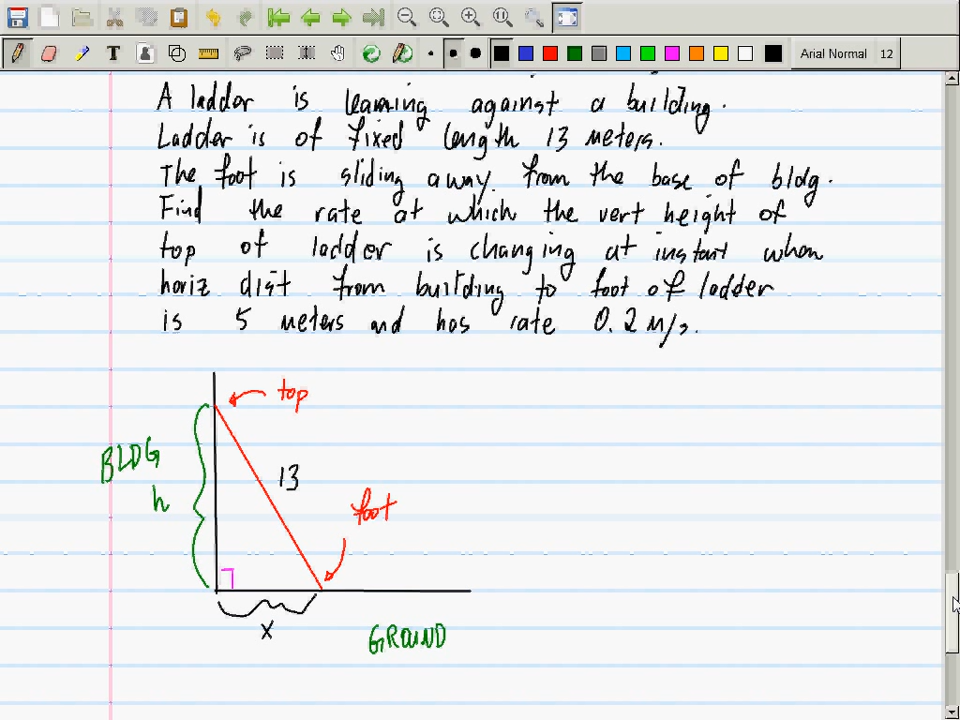 Arial Normal 12
A ladder is leaning against a building.
Ladder is of fixed length 13 meters.
The foot is sliding away from the base of bldg.
Find the rate at which the vert height of
top of ladder is changing at instant when
horiz dist from building to foot of ladder
is 5 meters and has rate 0.2 m/s.
top
BLDG
h
13
foot
x
GROUND